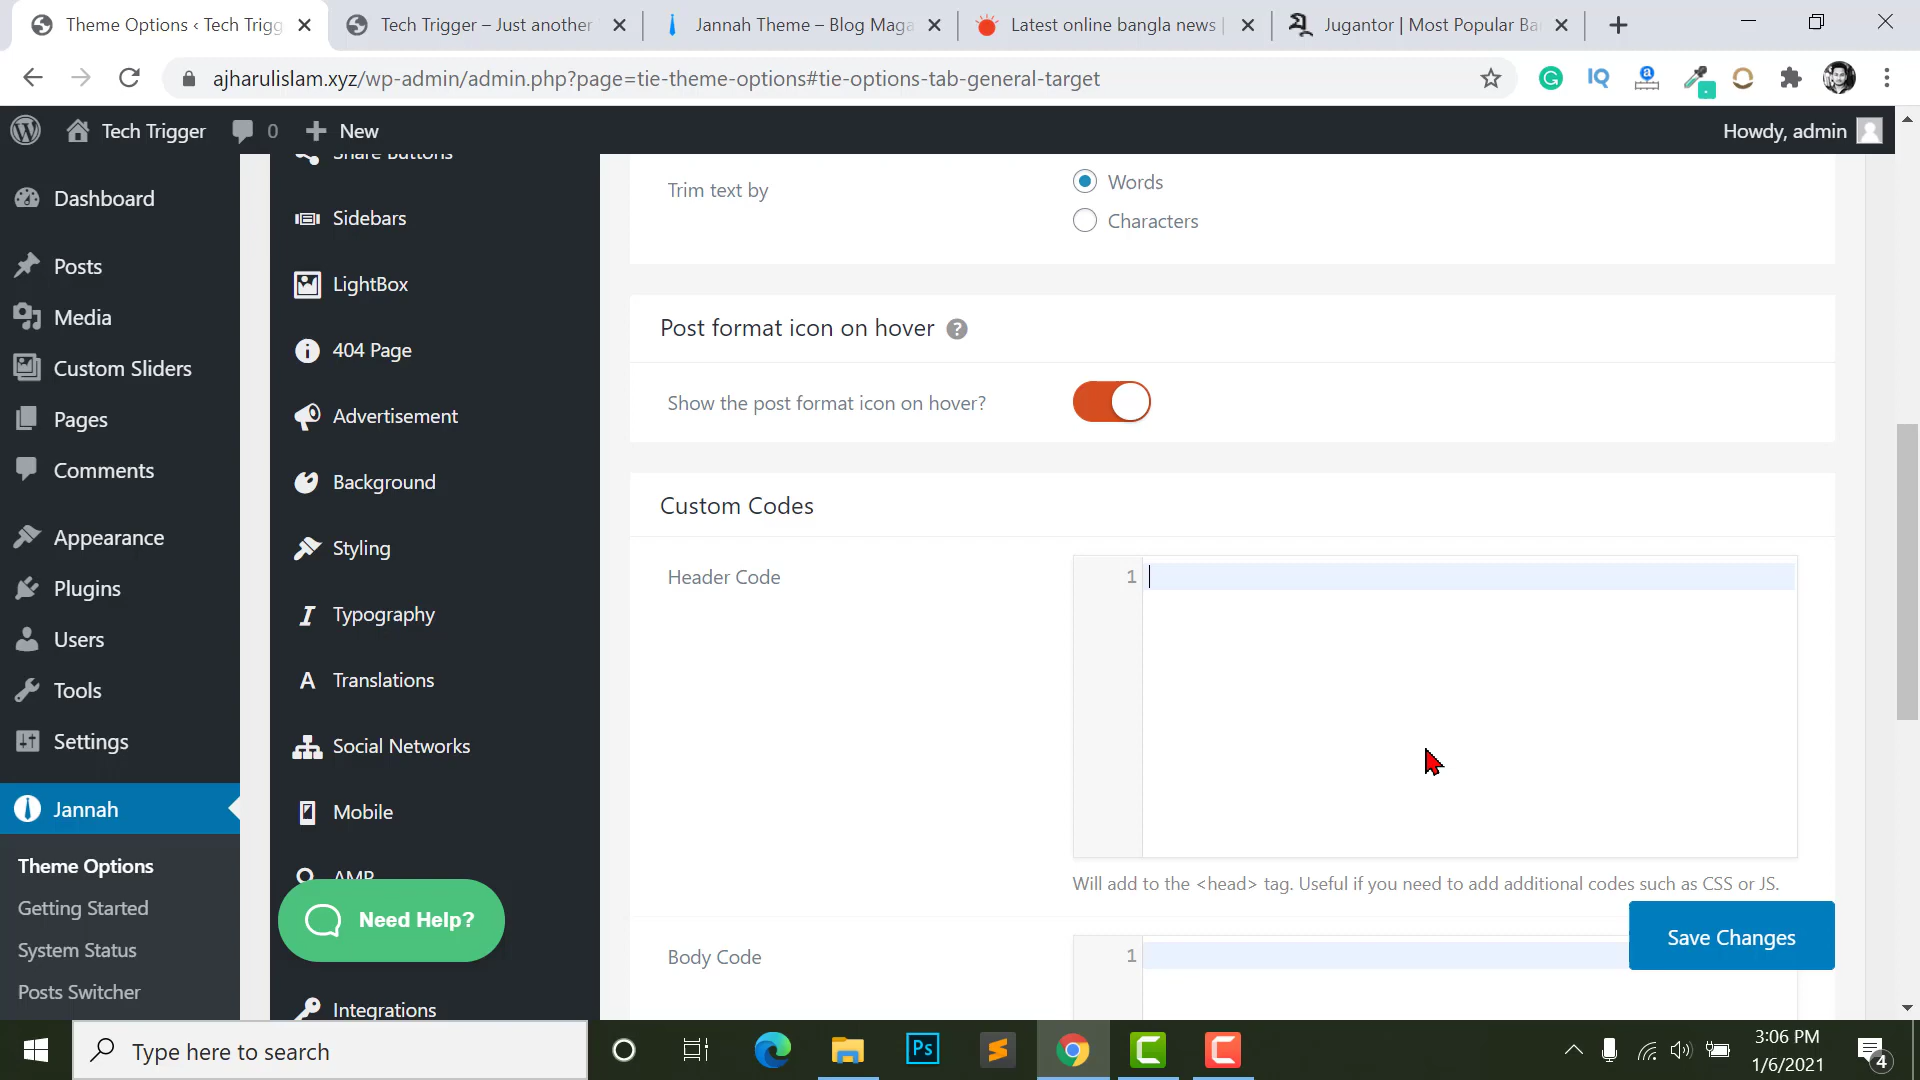 Theme Options ‹ Tech Trigg
Tech Trigger – Just another
Jannah Theme – Blog Maga
Latest online bangla news |
Jugantor | Most Popular Ba
ajharulislam.xyz/wp-admin/admin.php?page=tie-theme-options#tie-options-tab-general-target
Tech Trigger
0
New
Howdy, admin
Dashboard
Posts
Media
Custom Sliders
Pages
Comments
Appearance
Plugins
Users
Tools
Settings
Jannah
Theme Options
Getting Started
System Status
Posts Switcher
Share Buttons
Sidebars
LightBox
404 Page
Advertisement
Background
Styling
Typography
Translations
Social Networks
Mobile
AMP
Need Help?
Integrations
Trim text by
Words
Characters
Post format icon on hover ?
Show the post format icon on hover?
Custom Codes
Header Code
1
Will add to the <head> tag. Useful if you need to add additional codes such as CSS or JS.
Body Code
1
Save Changes
Type here to search
Ps
3:06 PM
1/6/2021
4